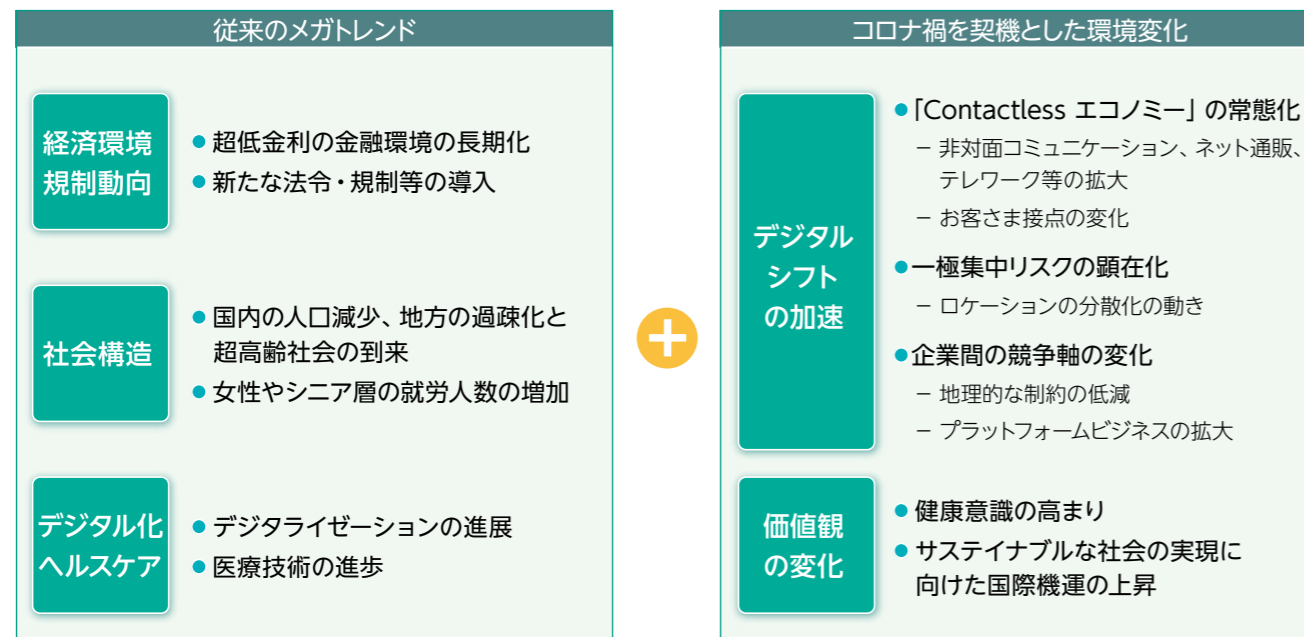 従来のメガトレンド
経済環境
規制動向
● 超低金利の金融環境の長期化
● 新たな法令・規制等の導入
社会構造
● 国内の人口減少、地方の過疎化と
超高齢社会の到来
● 女性やシニア層の就労人数の増加
デジタル化
ヘルスケア
● デジタライゼーションの進展
● 医療技術の進歩
コロナ禍を契機とした環境変化
デジタル
シフト
の加速
●「Contactless エコノミー」の常態化
− 非対面コミュニケーション、ネット通販、
テレワーク等の拡大
− お客さま接点の変化
●一極集中リスクの顕在化
− ロケーションの分散化の動き
●企業間の競争軸の変化
− 地理的な制約の低減
− プラットフォームビジネスの拡大
価値観
の変化
● 健康意識の高まり
● サステイナブルな社会の実現に
向けた国際機運の上昇